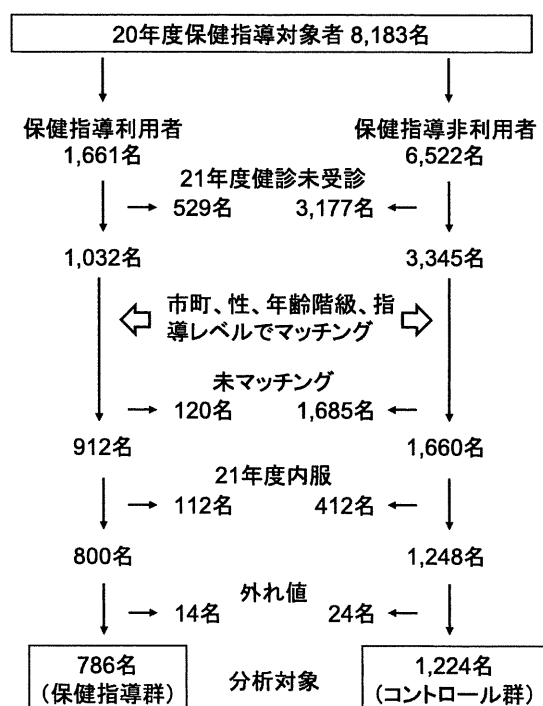 20年度保健指導対象者 8,183名
保健指導利用者
1,661名
保健指導非利用者
6,522名
21年度健診未受診
529名
3,177名
1,032名
3,345名
市町、性、年齢階級、指
導レベルでマッチング
未マッチング
120名
1,685名
912名
1,660名
21年度内服
112名
412名
800名
1,248名
外れ値
14名
24名
786名
(保健指導群)
分析対象
1,224名
(コントロール群)